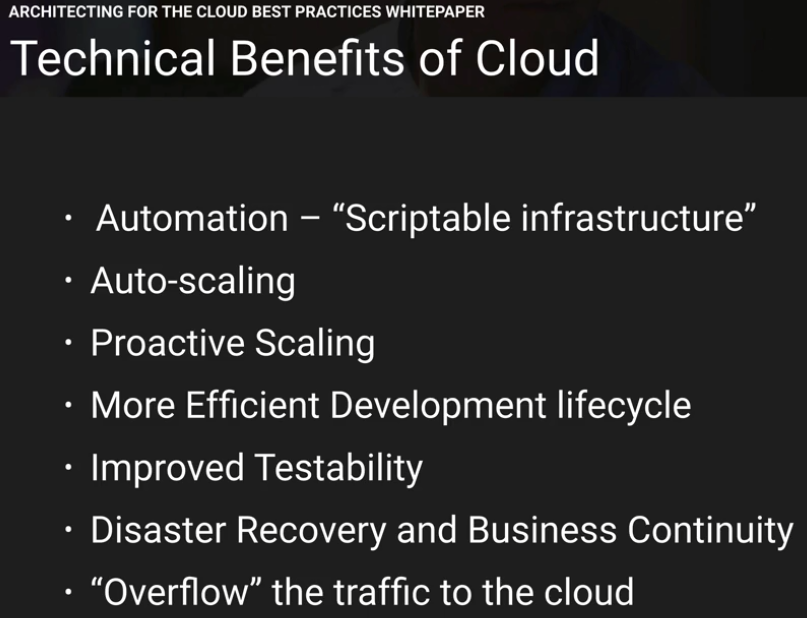 ARCHITECTING FOR THE CLOUD BEST PRACTICES WHITEPAPER
Technical Benefits of Cloud
· Automation – “Scriptable infrastructure”
· Auto-scaling
· Proactive Scaling
· More Efficient Development lifecycle
· Improved Testability
· Disaster Recovery and Business Continuity
· “Overflow” the traffic to the cloud